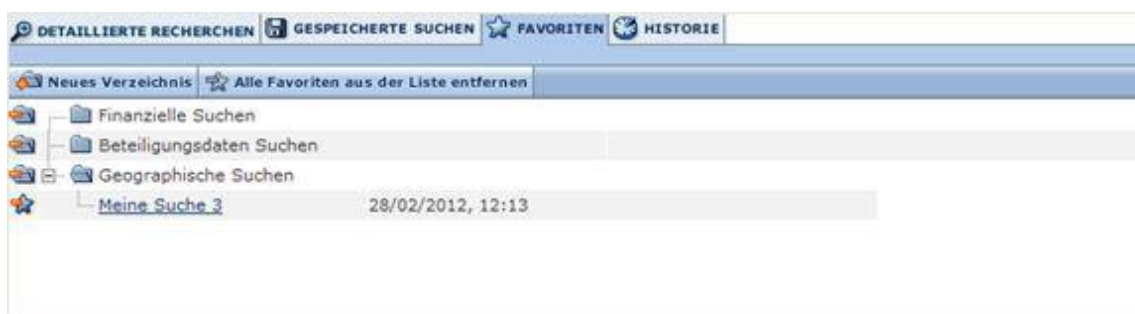 DETAILLIERTE RECHERCHEN GESPEICHERTE SUCHEN FAVORITEN HISTORIE
Neues Verzeichnis Alle Favoriten aus der Liste entfernen
Finanzielle Suchen
Beteiligungsdaten Suchen
Geographische Suchen
Meine Suche 3 28/02/2012, 12:13